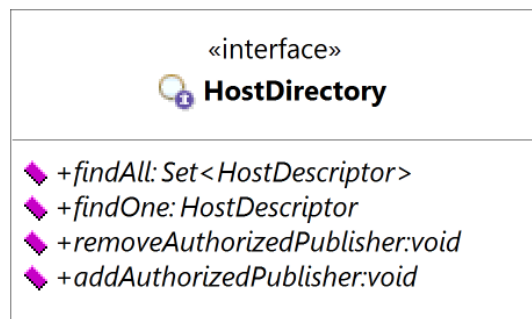 «interface»
HostDirectory
+findAll: Set<HostDescriptor>
+findOne: HostDescriptor
+removeAuthorizedPublisher:void
+addAuthorizedPublisher:void